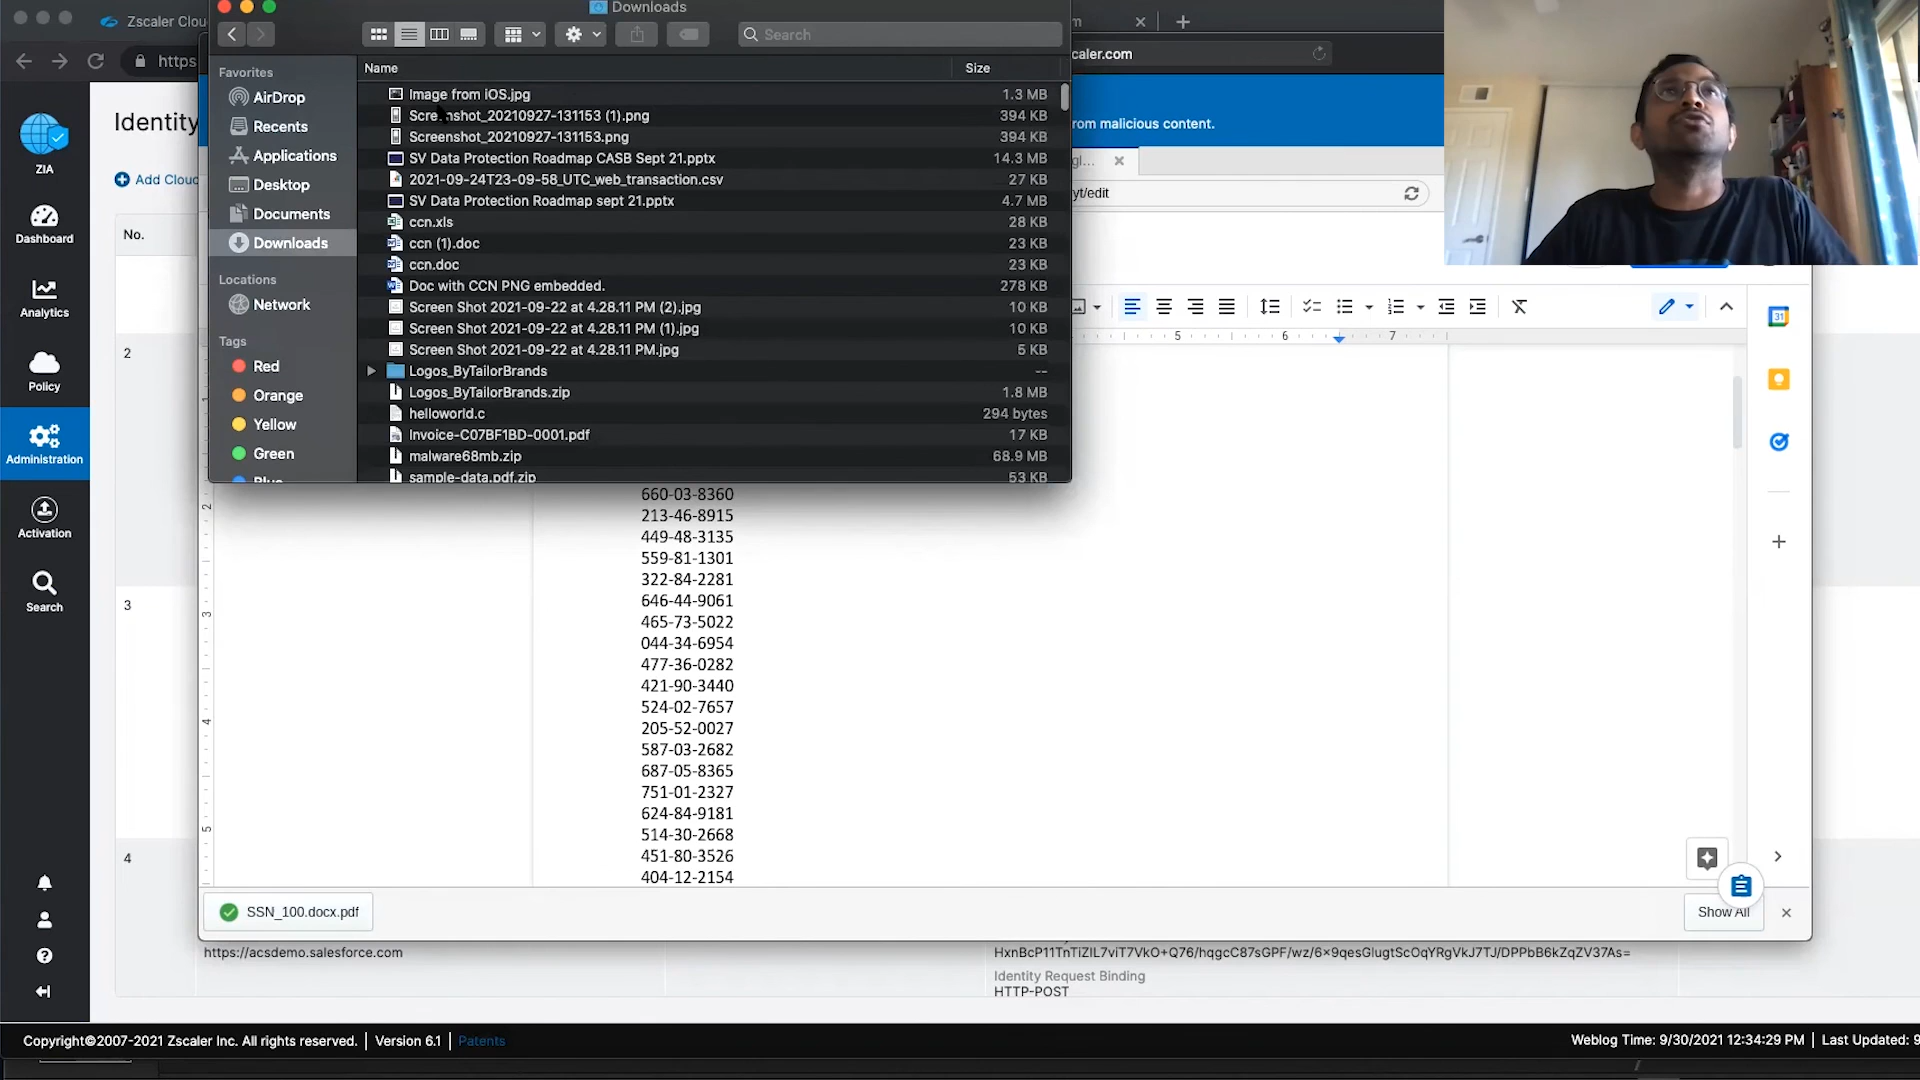 Zscaler Clou
Downloads
m
https
Search
caler.com
Favorites
Name
Size
AirDrop
Recents
Applications
Desktop
Documents
Downloads
Locations
Network
Tags
Red
Orange
Yellow
Green
Blue
Image from iOS.jpg 1.3 MB
Screenshot_20210927-131153 (1).png 394 KB
Screenshot_20210927-131153.png 394 KB
SV Data Protection Roadmap CASB Sept 21.pptx 14.3 MB
2021-09-24T23-09-58_UTC_web_transaction.csv 27 KB
SV Data Protection Roadmap sept 21.pptx 4.7 MB
ccn.xls 28 KB
ccn (1).doc 23 KB
ccn.doc 23 KB
Doc with CCN PNG embedded. 278 KB
Screen Shot 2021-09-22 at 4.28.11 PM (2).jpg 10 KB
Screen Shot 2021-09-22 at 4.28.11 PM (1).jpg 10 KB
Screen Shot 2021-09-22 at 4.28.11 PM.jpg 5 KB
Logos_ByTailorBrands --
Logos_ByTailorBrands.zip 1.8 MB
helloworld.c 294 bytes
Invoice-C07BF1BD-0001.pdf 17 KB
malware68mb.zip 68.9 MB
sample-data.pdf.zip 53 KB
ZIA
Dashboard
Analytics
Policy
Administration
Activation
Search
Identity
Add Clou
No.
2
3
4
rom malicious content.
gl...
yt/edit
31
5 6 7
2
3
4
5
660-03-8360
213-46-8915
449-48-3135
559-81-1301
322-84-2281
646-44-9061
465-73-5022
044-34-6954
477-36-0282
421-90-3440
524-02-7657
205-52-0027
587-03-2682
687-05-8365
751-01-2327
624-84-9181
514-30-2668
451-80-3526
404-12-2154
SSN_100.docx.pdf
Show All
https://acsdemo.salesforce.com
HxnBcP11TnTiZIL7viT7VkO+Q76/hqgcC87sGPF/wz/6x9qesGlugtScOqYRgVkJ7TJ/DPPbB6kZqZV37As=
Identity Request Binding
HTTP-POST
Copyright©2007-2021 Zscaler Inc. All rights reserved. | Version 6.1 | Patents
Weblog Time: 9/30/2021 12:34:29 PM | Last Updated: 9